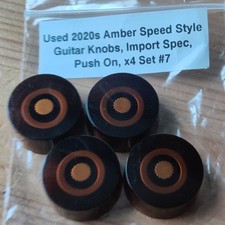 Used 2020s Amber Speed Style
Guitar Knobs, Import Spec,
Push On, x4 Set #7